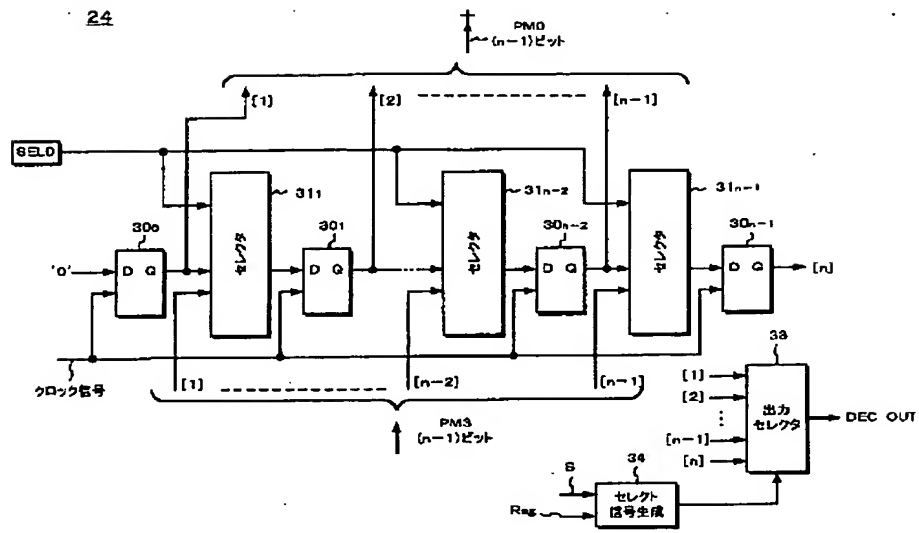 24
PM0
(n−1)ビット
[1]
[2]
[n−1]
SEL0
31₁
31n−2
31n−1
セレクタ
セレクタ
セレクタ
30₀
30₁
30n−2
30n−1
'0'
D Q
D Q
D Q
D Q
[n]
クロック信号
[1]
[n−2]
[n−1]
PM3
(n−1)ビット
33
[1]
[2]
[n−1]
[n]
出力
セレクタ
DEC OUT
34
S
セレクト
信号生成